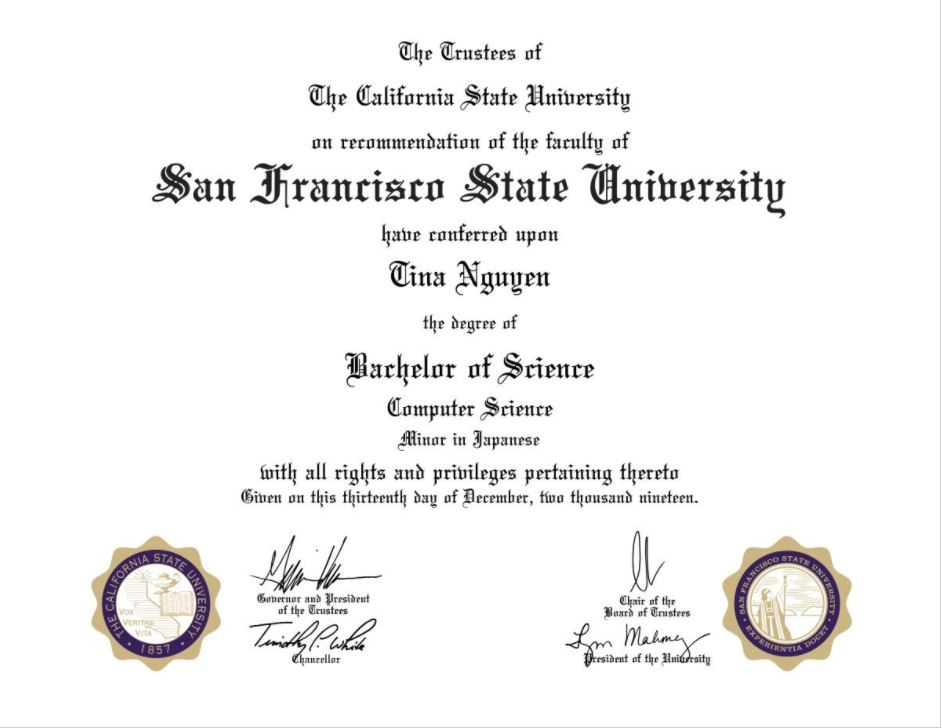 The Trustees of
The California State University
on recommendation of the faculty of
San Francisco State University
have conferred upon
Tina Nguyen
the degree of
Bachelor of Science
Computer Science
Minor in Japanese
with all rights and privileges pertaining thereto
Given on this thirteenth day of December, two thousand nineteen.
THE CALIFORNIA STATE UNIVERSITY
VOX
VERITAS
VITA
• 1857 •
Governor and President
of the Trustees
Timothy P. White
Chancellor
Chair of the
Board of Trustees
Lynn Mahoney
President of the University
SAN FRANCISCO STATE UNIVERSITY
• EXPERIENTIA DOCET •